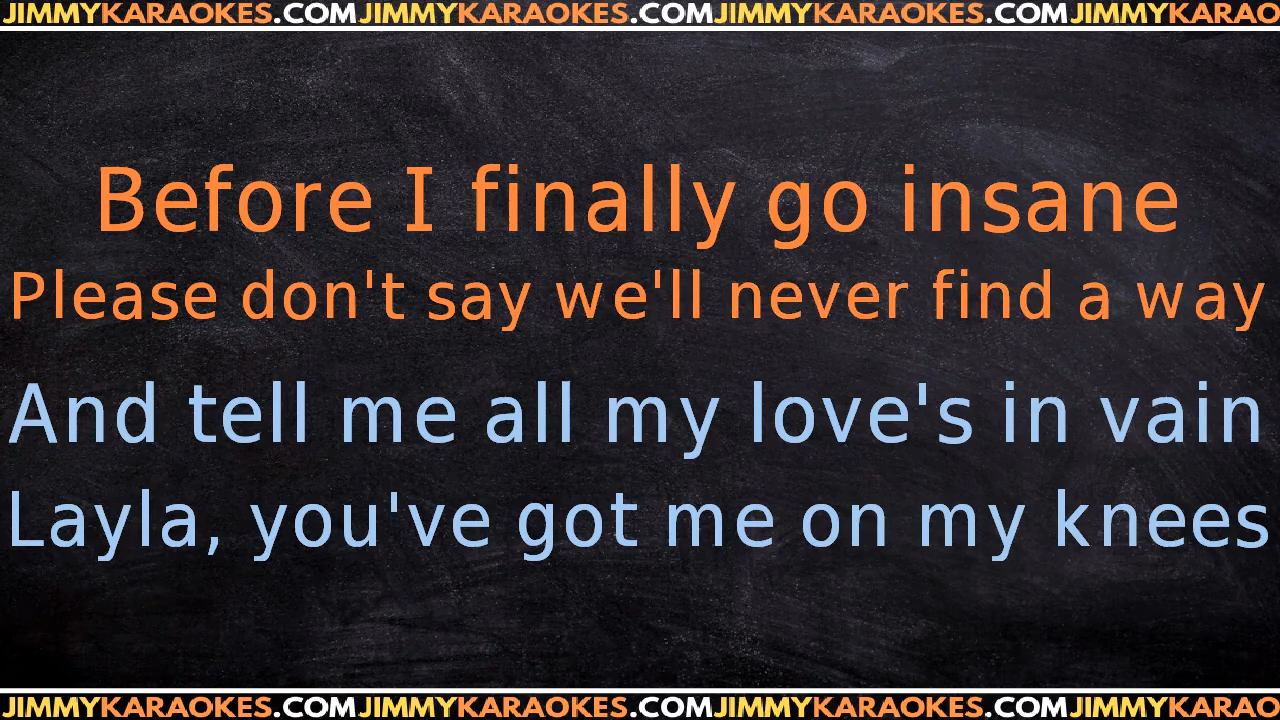 JIMMYKARAOKES.COMJIMMYKARAOKES.COMJIMMYKARAOKES.COMJIMMYKARAO
Before I finally go insane
Please don't say we'll never find a way
And tell me all my love's in vain
Layla, you've got me on my knees
JIMMYKARAOKES.COMJIMMYKARAOKES.COMJIMMYKARAOKES.COMJIMMYKARAO